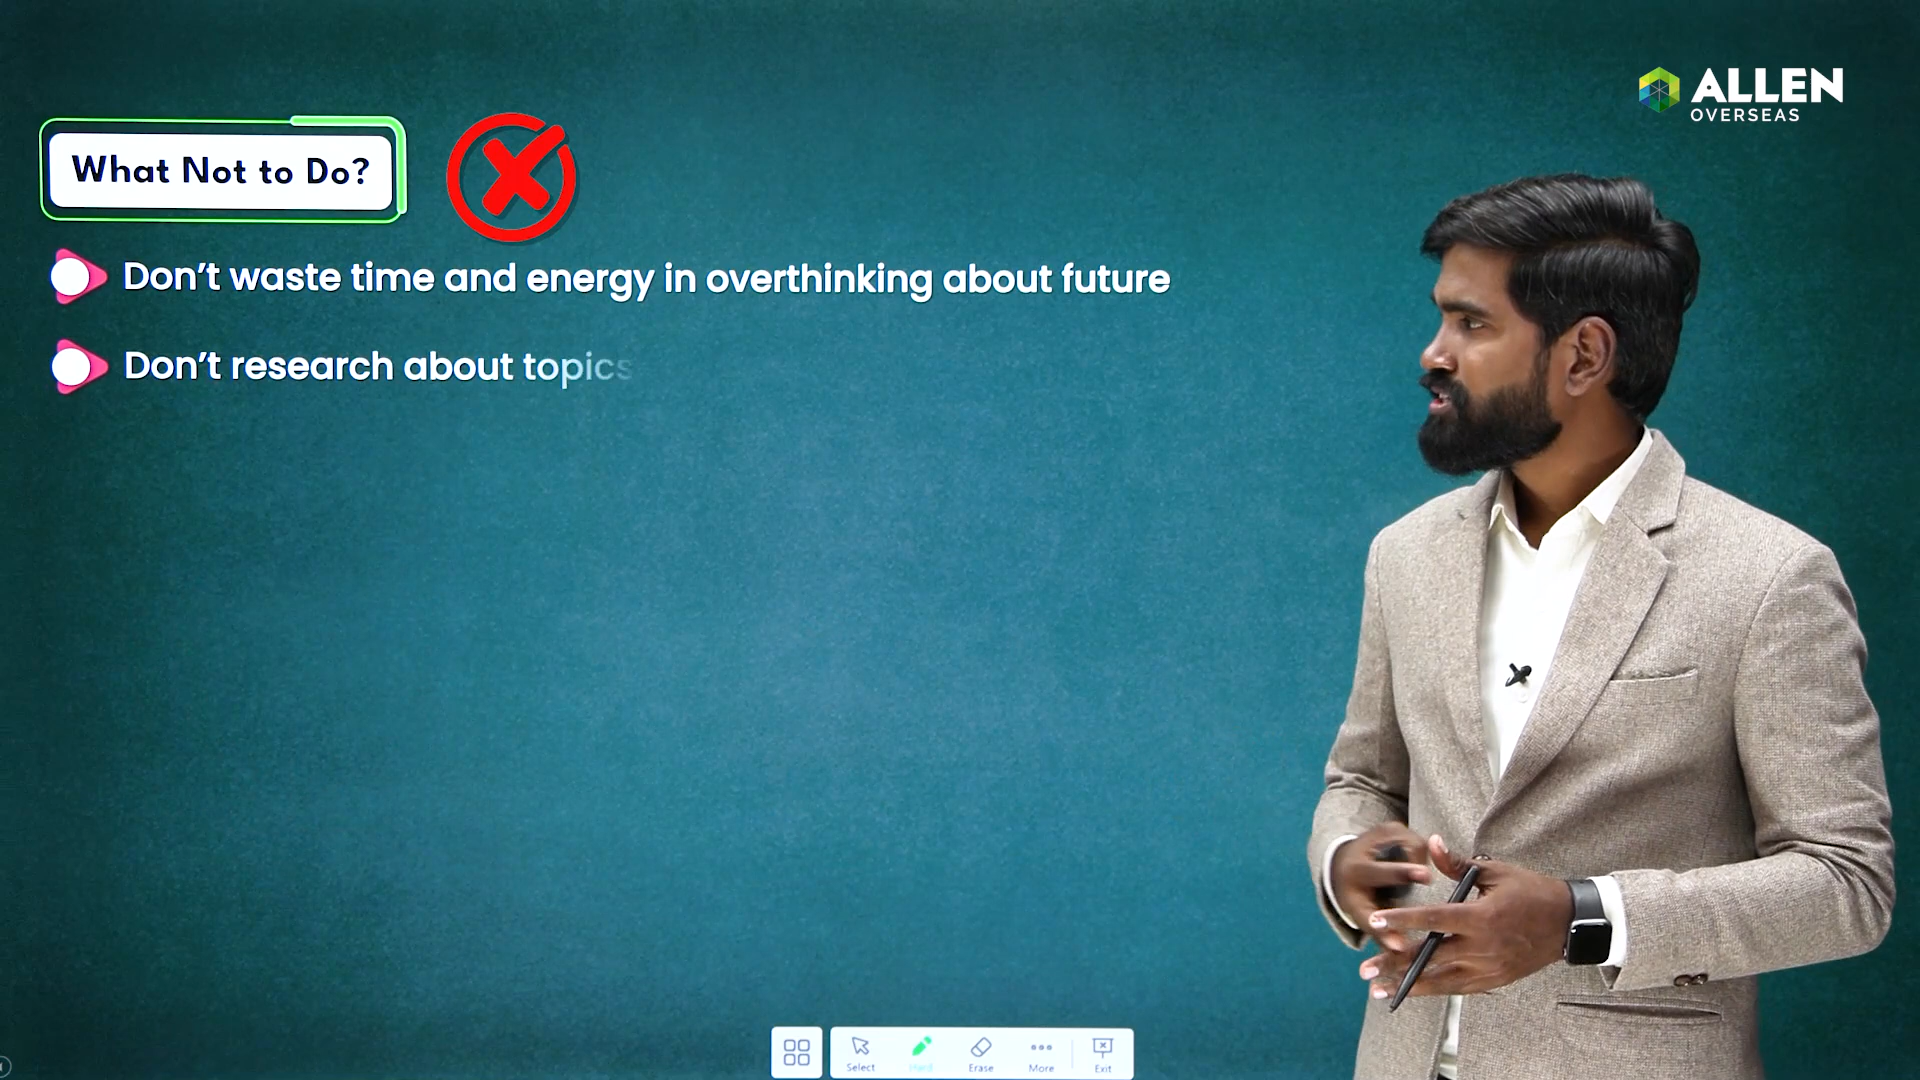 ALLEN
OVERSEAS
What Not to Do?
Don't waste time and energy in overthinking about future
Don't research about topics
Select
Erase
More
Exit